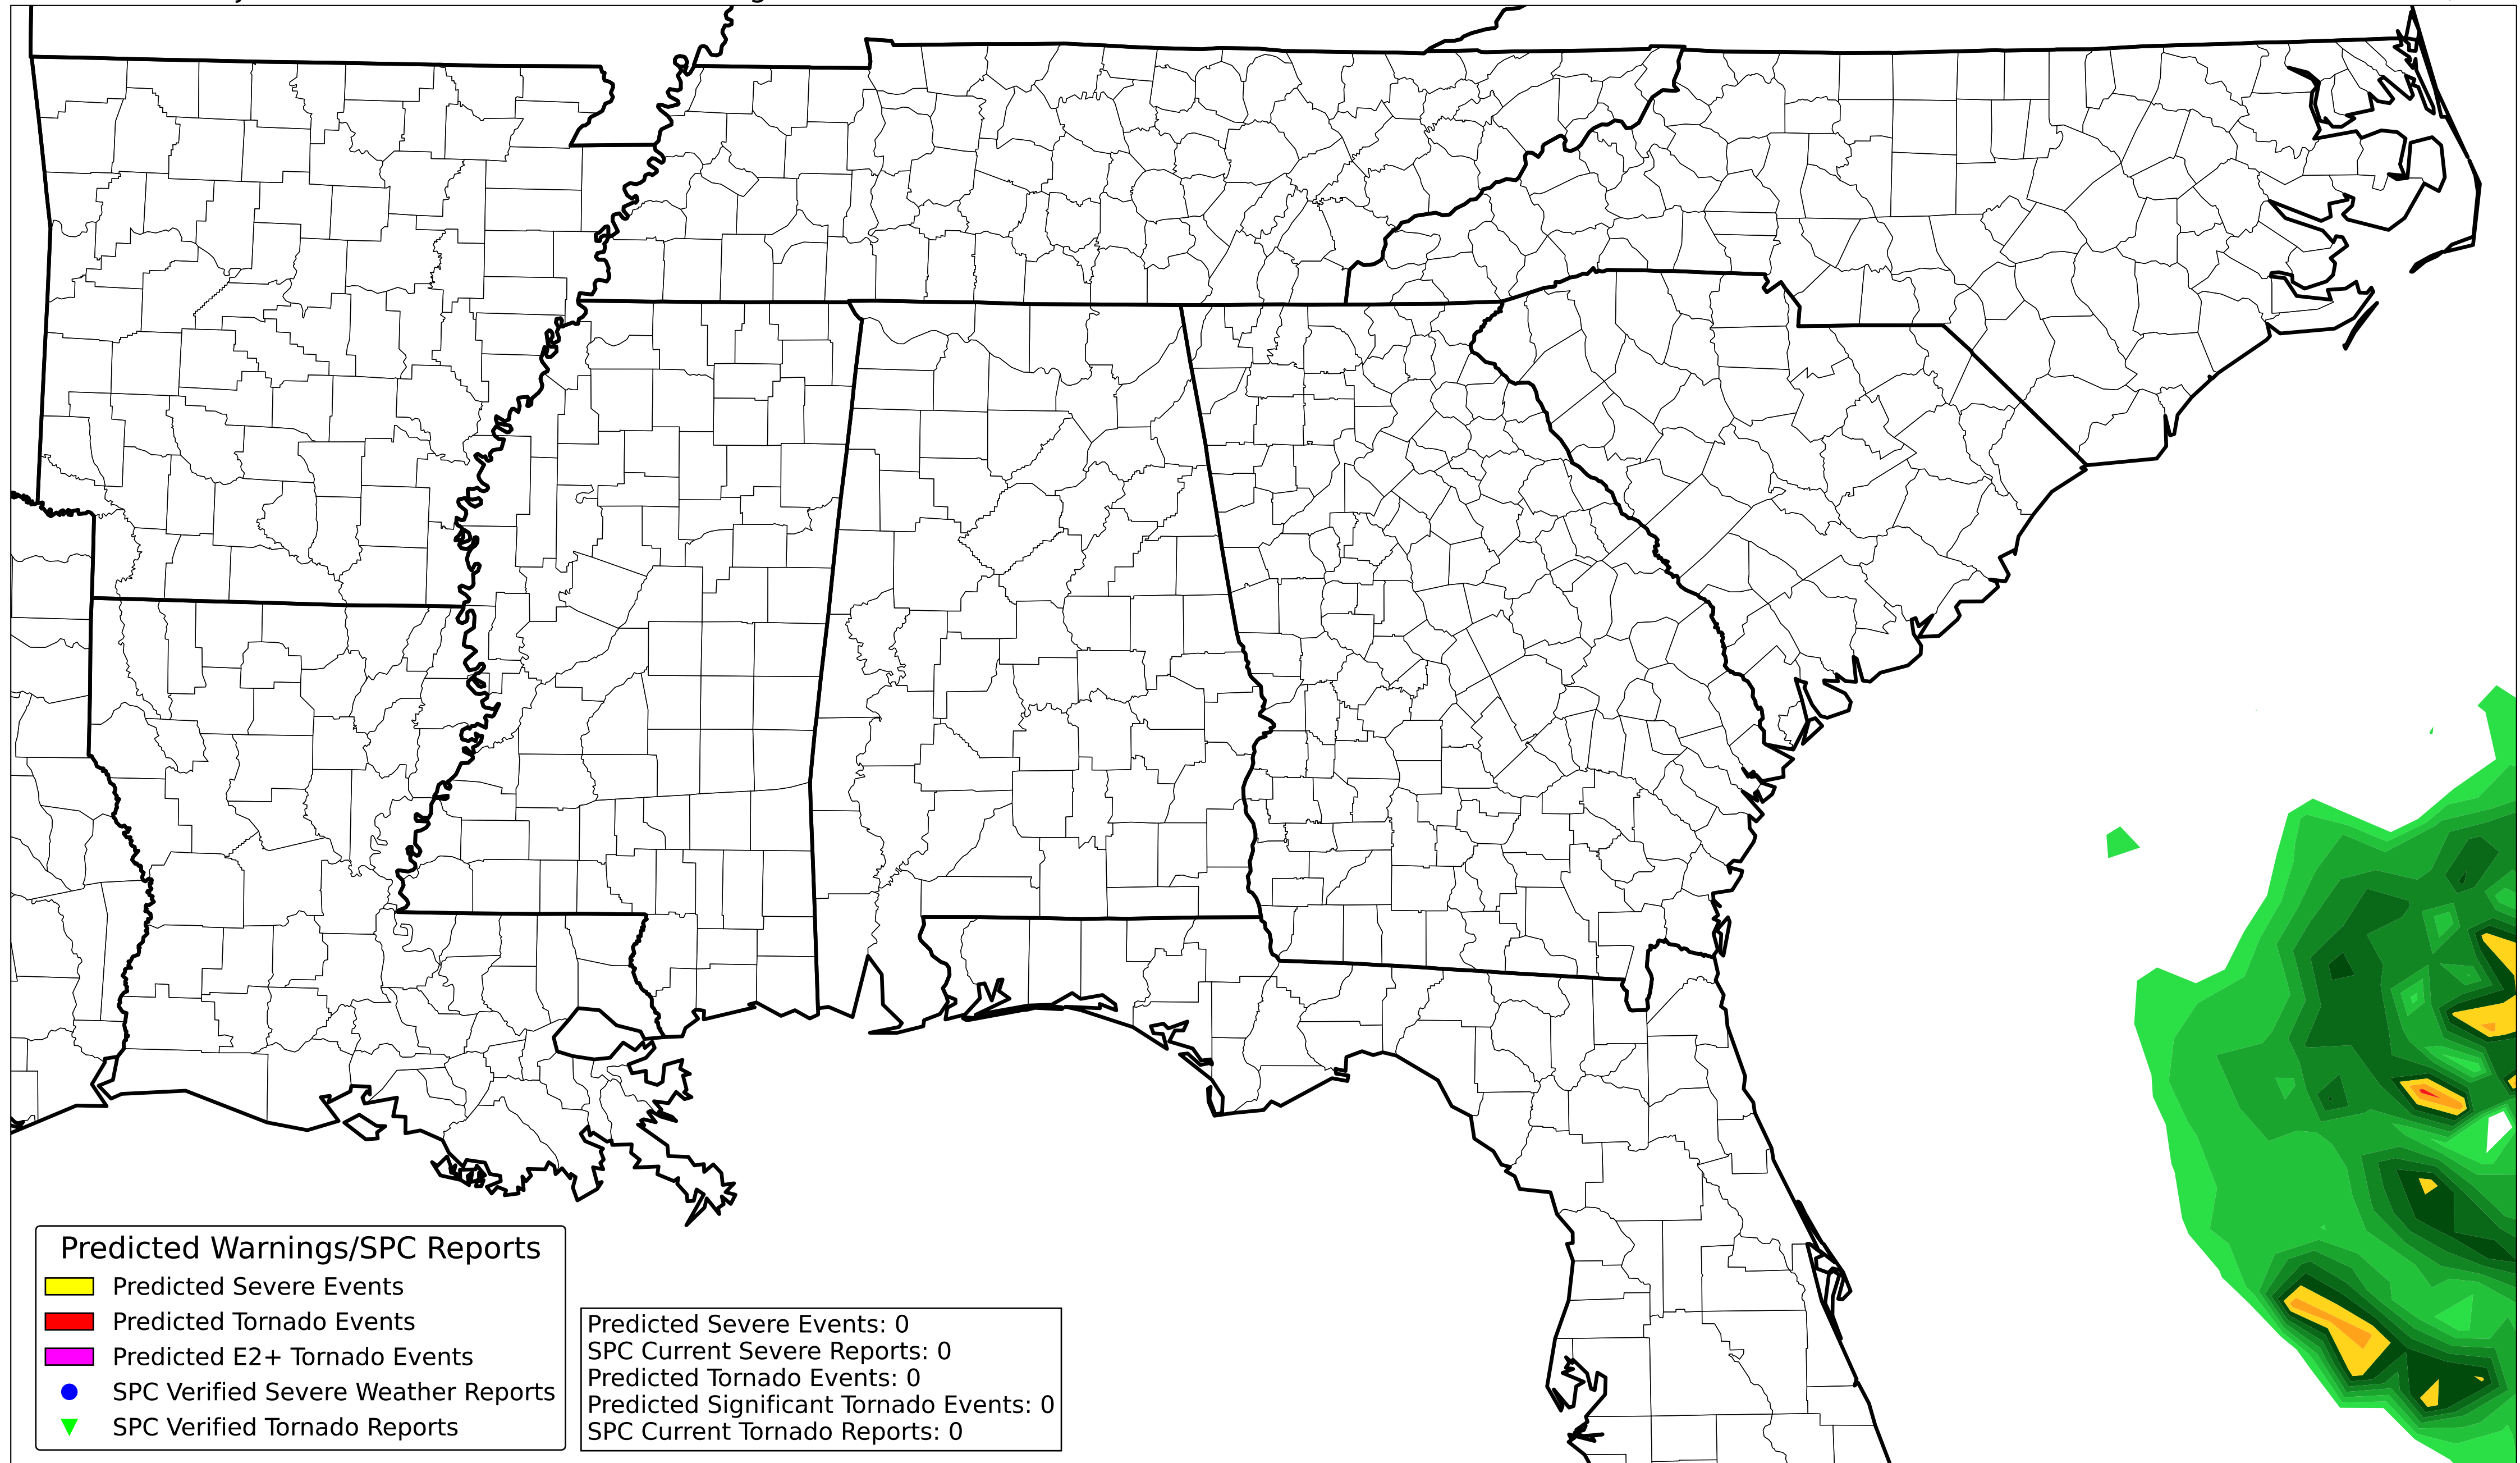 Predicted Warnings/SPC Reports
Predicted Severe Events
Predicted Tornado Events
Predicted E2+ Tornado Events
SPC Verified Severe Weather Reports
SPC Verified Tornado Reports
Predicted Severe Events: 0
SPC Current Severe Reports: 0
Predicted Tornado Events: 0
Predicted Significant Tornado Events: 0
SPC Current Tornado Reports: 0